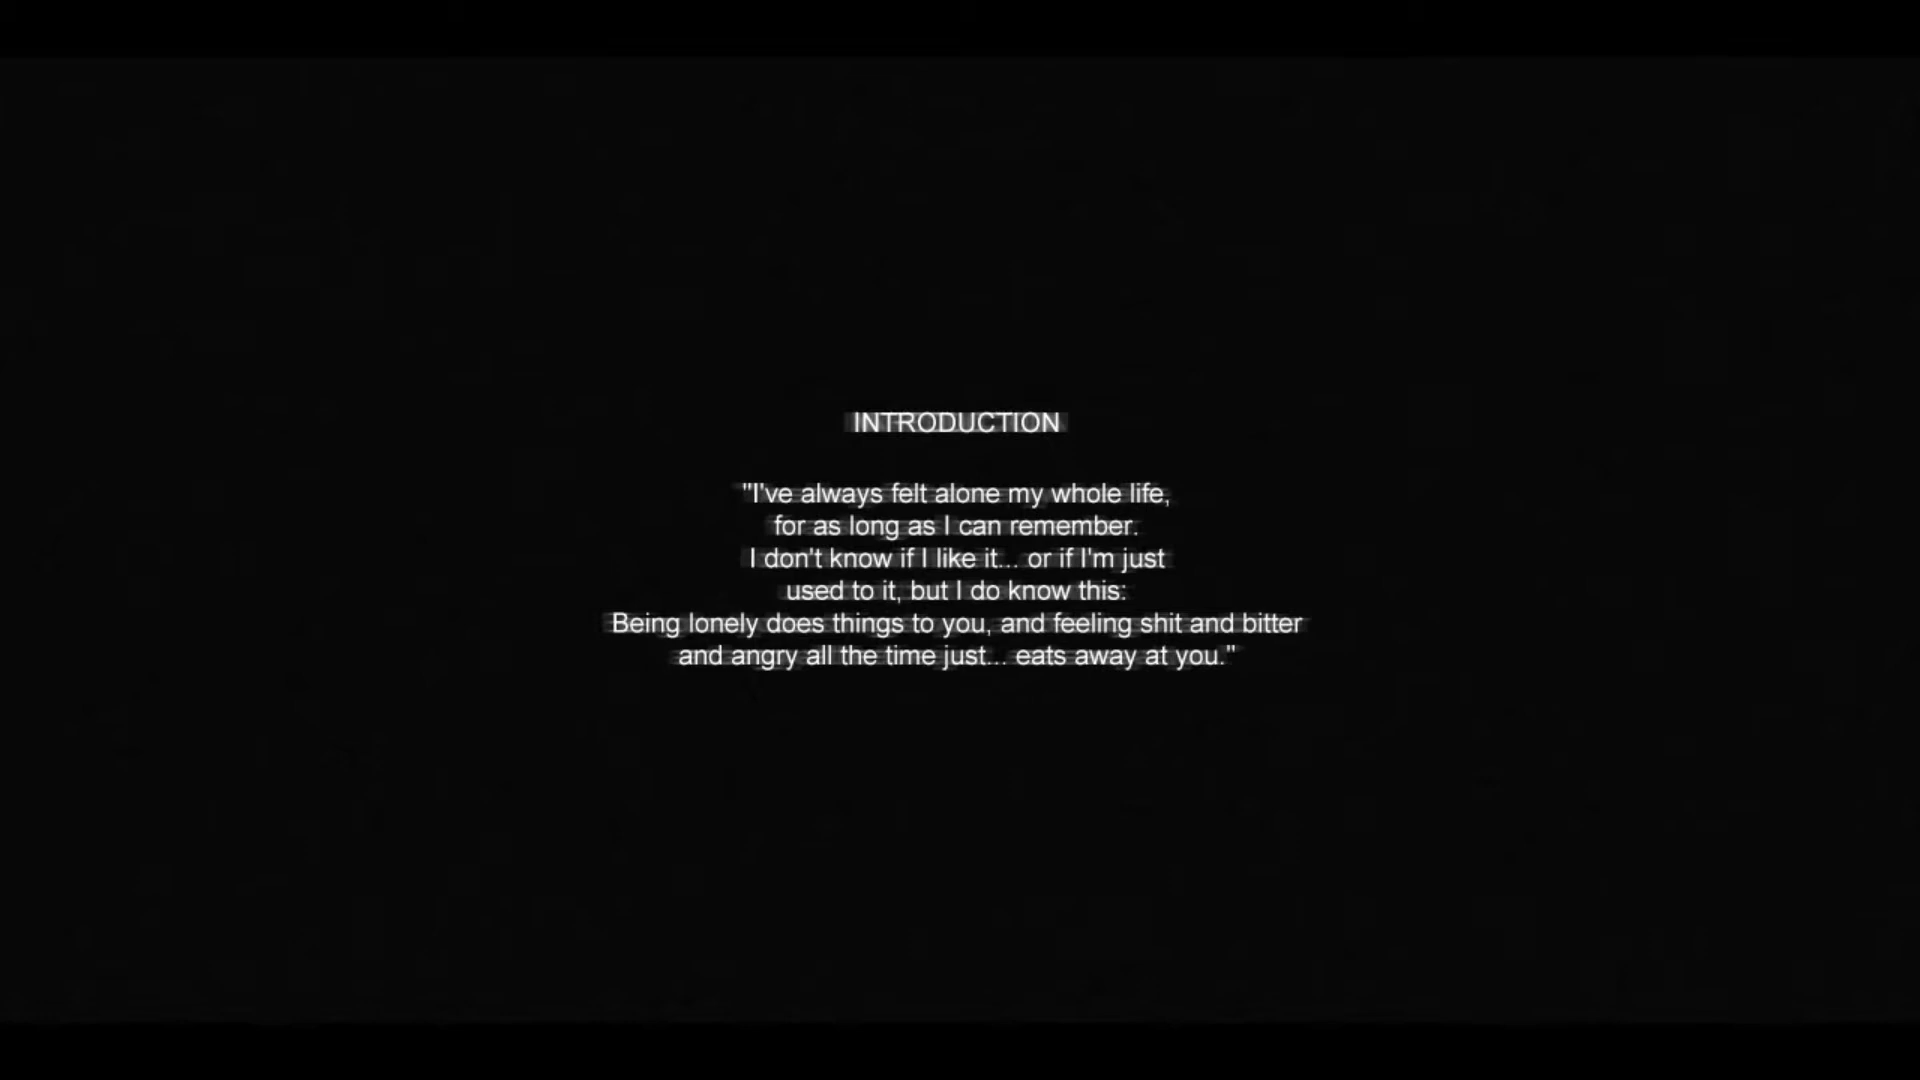 INTRODUCTION
"I've always felt alone my whole life,
for as long as I can remember.
I don't know if I like it... or if I'm just
used to it, but I do know this:
Being lonely does things to you, and feeling shit and bitter
and angry all the time just... eats away at you."